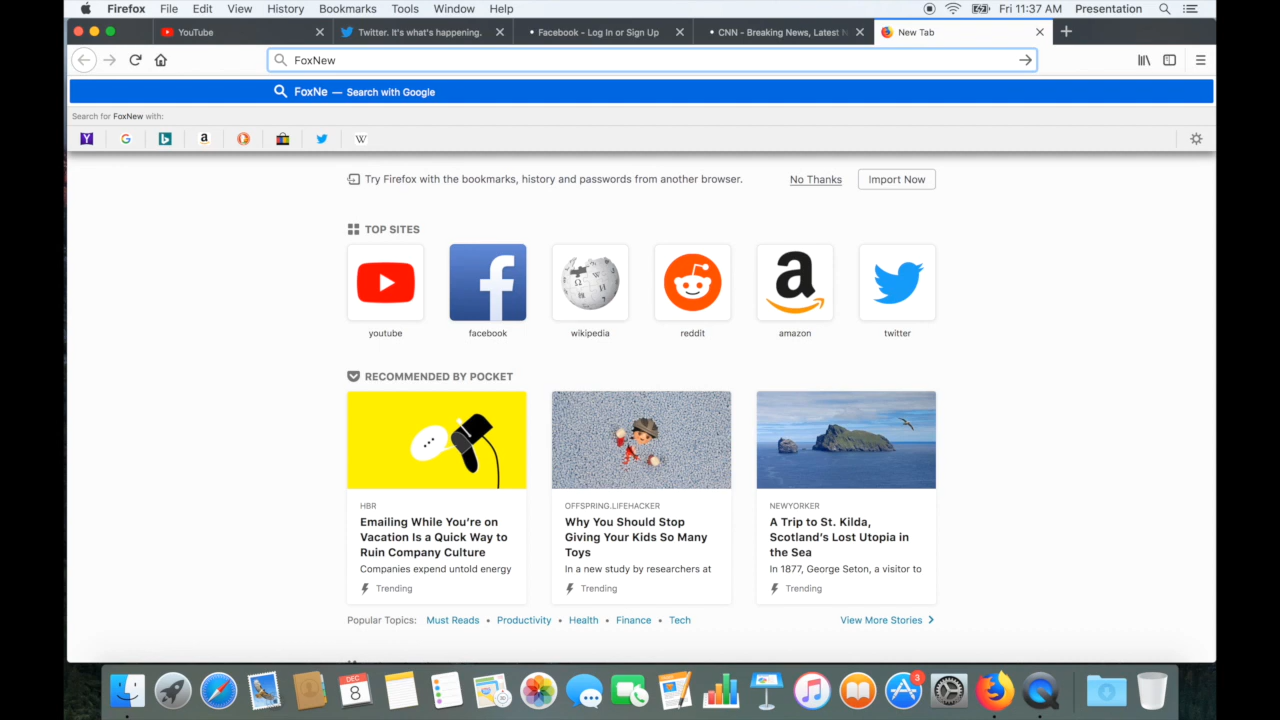 Firefox File Edit View History Bookmarks Tools Window Help Fri 11:37 AM Presentation
YouTube Twitter. It's what's happening. • Facebook - Log In or Sign Up • CNN - Breaking News, Latest N New Tab
FoxNew
FoxNe — Search with Google
Search for FoxNew with:
Y G b a W
Try Firefox with the bookmarks, history and passwords from another browser. No Thanks Import Now
TOP SITES
youtube facebook wikipedia reddit amazon twitter
RECOMMENDED BY POCKET
HBR
Emailing While You're on
Vacation Is a Quick Way to
Ruin Company Culture
Companies expend untold energy
Trending
OFFSPRING.LIFEHACKER
Why You Should Stop
Giving Your Kids So Many
Toys
In a new study by researchers at
Trending
NEWYORKER
A Trip to St. Kilda,
Scotland's Lost Utopia in
the Sea
In 1877, George Seton, a visitor to
Trending
Popular Topics: Must Reads • Productivity • Health • Finance • Tech View More Stories
DEC
8
3